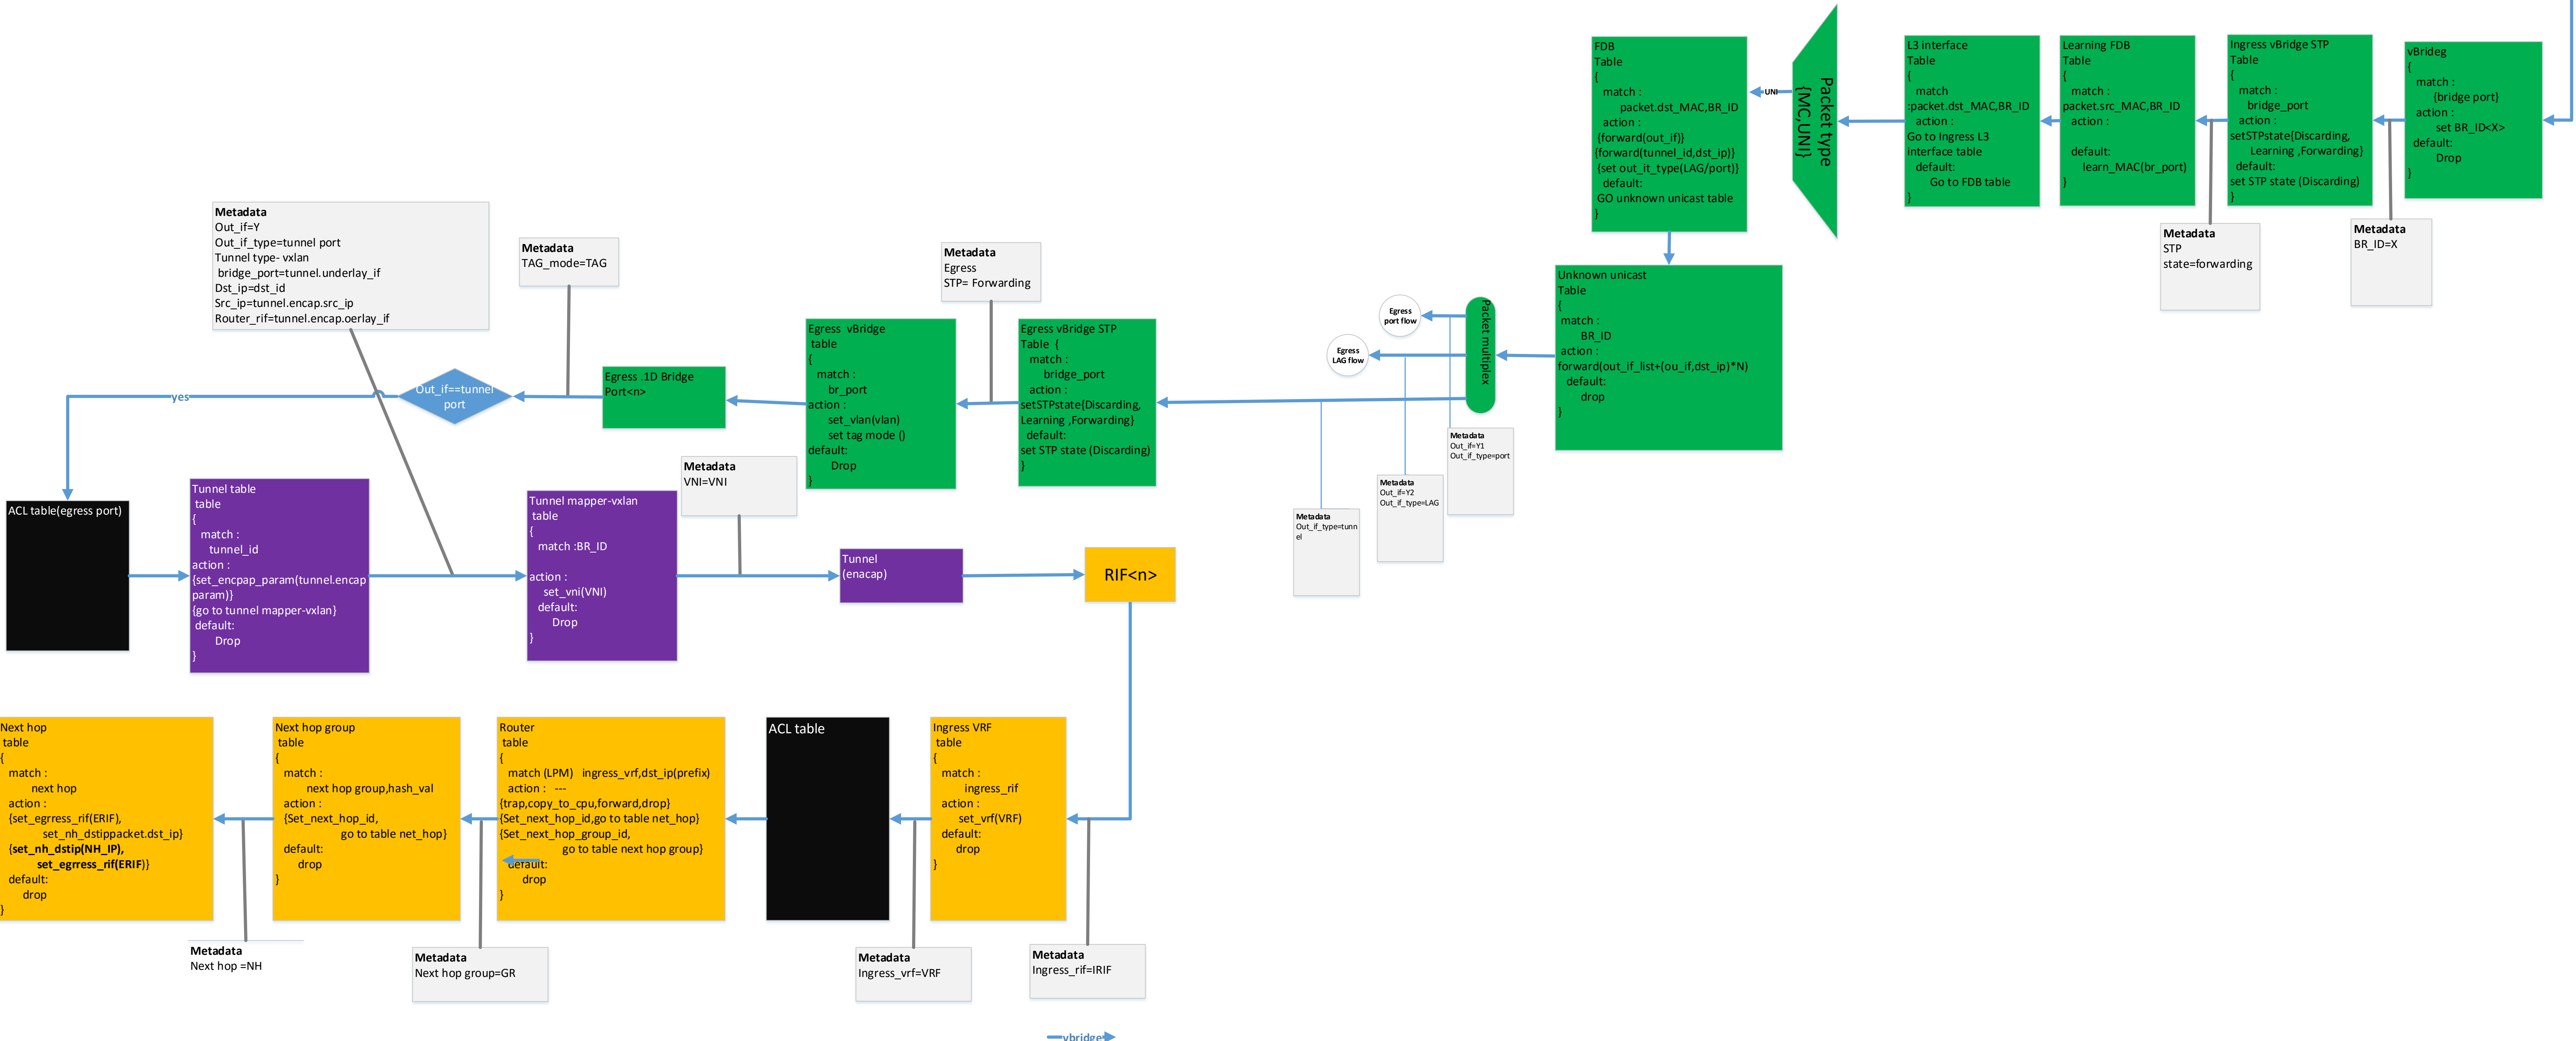 FDB
Table
{
match :
packet.dst_MAC,BR_ID
action :
{forward(out_if)}
{forward(tunnel_id,dst_ip)}
{set out_it_type(LAG/port)}
default:
GO unknown unicast table
}
UNI
Packet type
{MC,UNI}
L3 interface
Table
{
match
:packet.dst_MAC,BR_ID
action :
Go to Ingress L3
interface table
default:
Go to FDB table
}
Learning FDB
Table
{
match :
packet.src_MAC,BR_ID
action :
default:
learn_MAC(br_port)
}
Ingress vBridge STP
Table
{
match :
bridge_port
action :
setSTPstate{Discarding,
Learning ,Forwarding}
default:
set STP state (Discarding)
}
vBrideg
{
match :
{bridge port}
action :
set BR_ID<X>
default:
Drop
}
Metadata
STP
state=forwarding
Metadata
BR_ID=X
Metadata
Out_if=Y
Out_if_type=tunnel port
Tunnel type- vxlan
bridge_port=tunnel.underlay_if
Dst_ip=dst_id
Src_ip=tunnel.encap.src_ip
Router_rif=tunnel.encap.oerlay_if
Metadata
TAG_mode=TAG
Metadata
Egress
STP= Forwarding
Unknown unicast
Table
{
match :
BR_ID
action :
forward(out_if_list+(ou_if,dst_ip)*N)
default:
drop
}
Packet multiplex
Egress
port flow
Egress
LAG flow
Egress vBridge STP
Table {
match :
bridge_port
action :
setSTPstate{Discarding,
Learning ,Forwarding}
default:
set STP state (Discarding)
}
Egress vBridge
table
{
match :
br_port
action :
set_vlan(vlan)
set tag mode ()
default:
Drop
}
Egress .1D Bridge
Port<n>
Out_if==tunnel
port
yes
Metadata
Out_if=Y1
Out_if_type=port
Metadata
Out_if=Y2
Out_if_type=LAG
Metadata
Out_if_type=tunn
el
ACL table(egress port)
Tunnel table
table
{
match :
tunnel_id
action :
{set_encpap_param(tunnel.encap
param)}
{go to tunnel mapper-vxlan}
default:
Drop
}
Tunnel mapper-vxlan
table
{
match :BR_ID
action :
set_vni(VNI)
default:
Drop
}
Metadata
VNI=VNI
Tunnel
(enacap)
RIF<n>
Next hop
table
{
match :
next hop
action :
{set_egrress_rif(ERIF),
set_nh_dstippacket.dst_ip}
{set_nh_dstip(NH_IP),
set_egrress_rif(ERIF)}
default:
drop
}
Next hop group
table
{
match :
next hop group,hash_val
action :
{Set_next_hop_id,
go to table net_hop}
default:
drop
}
Router
table
{
match (LPM) ingress_vrf,dst_ip(prefix)
action : ---
{trap,copy_to_cpu,forward,drop}
{Set_next_hop_id,go to table net_hop}
{Set_next_hop_group_id,
go to table next hop group}
default:
drop
}
ACL table
Ingress VRF
table
{
match :
ingress_rif
action :
set_vrf(VRF)
default:
drop
}
Metadata
Next hop =NH
Metadata
Next hop group=GR
Metadata
Ingress_vrf=VRF
Metadata
Ingress_rif=IRIF
vbridge